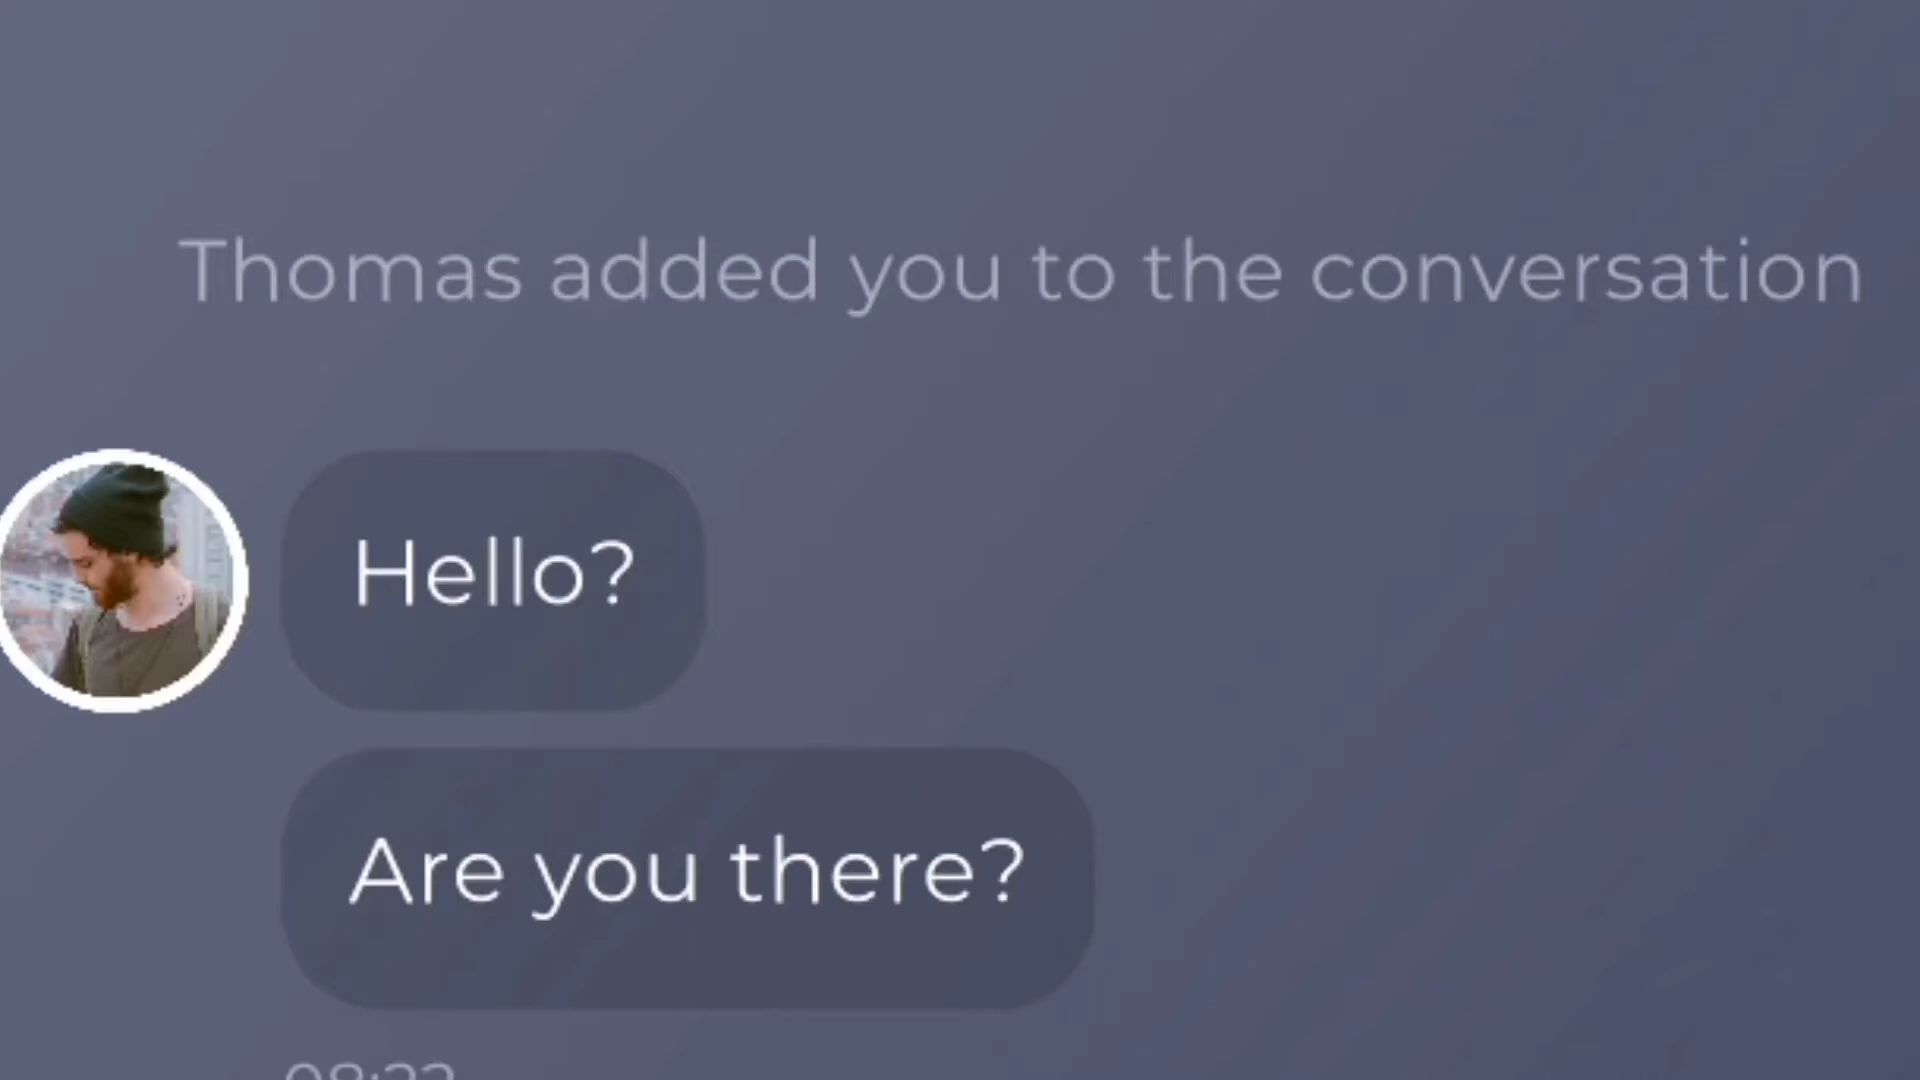 Thomas added you to the conversation
Hello?
Are you there?